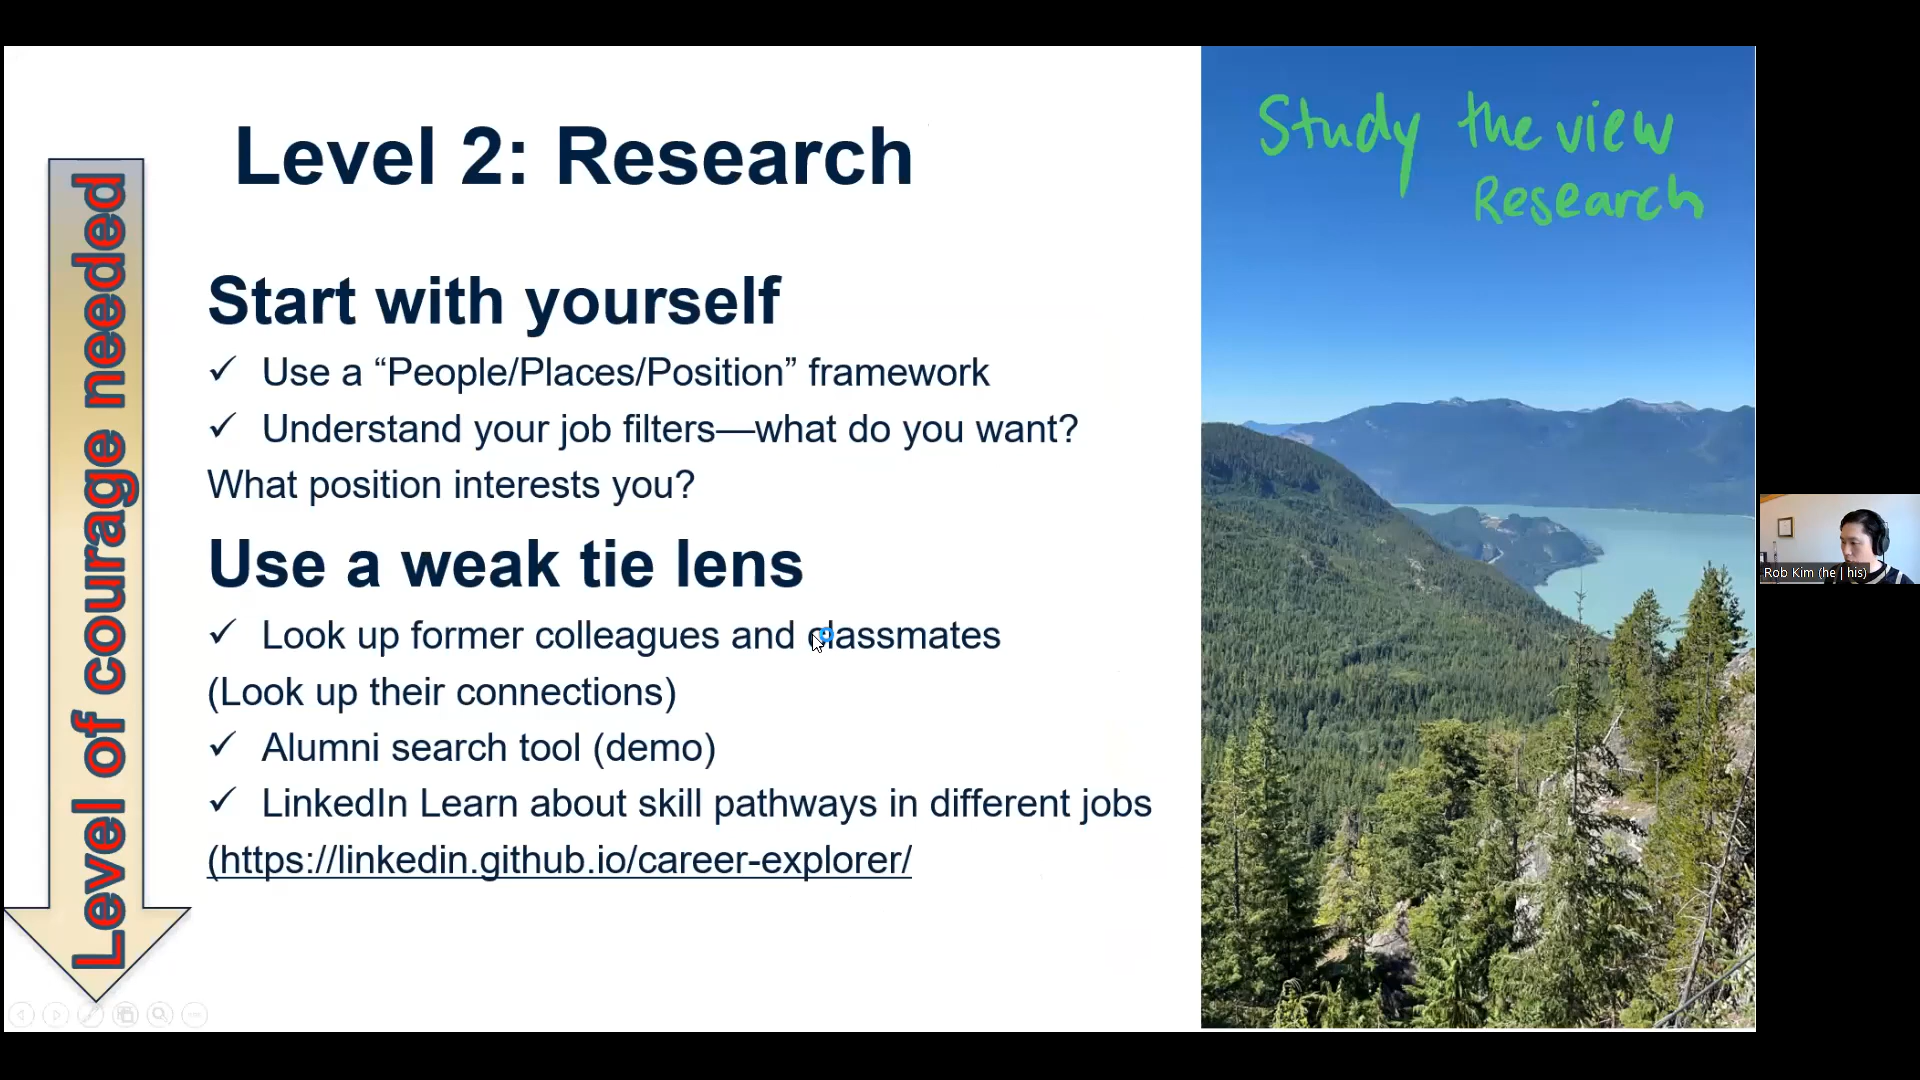 Level 2: Research
Level of courage needed
Start with yourself
✓ Use a “People/Places/Position” framework
✓ Understand your job filters—what do you want?
What position interests you?
Use a weak tie lens
✓ Look up former colleagues and classmates
(Look up their connections)
✓ Alumni search tool (demo)
✓ LinkedIn Learn about skill pathways in different jobs
(https://linkedin.github.io/career-explorer/
Study the view
Research
Rob Kim (he | his)